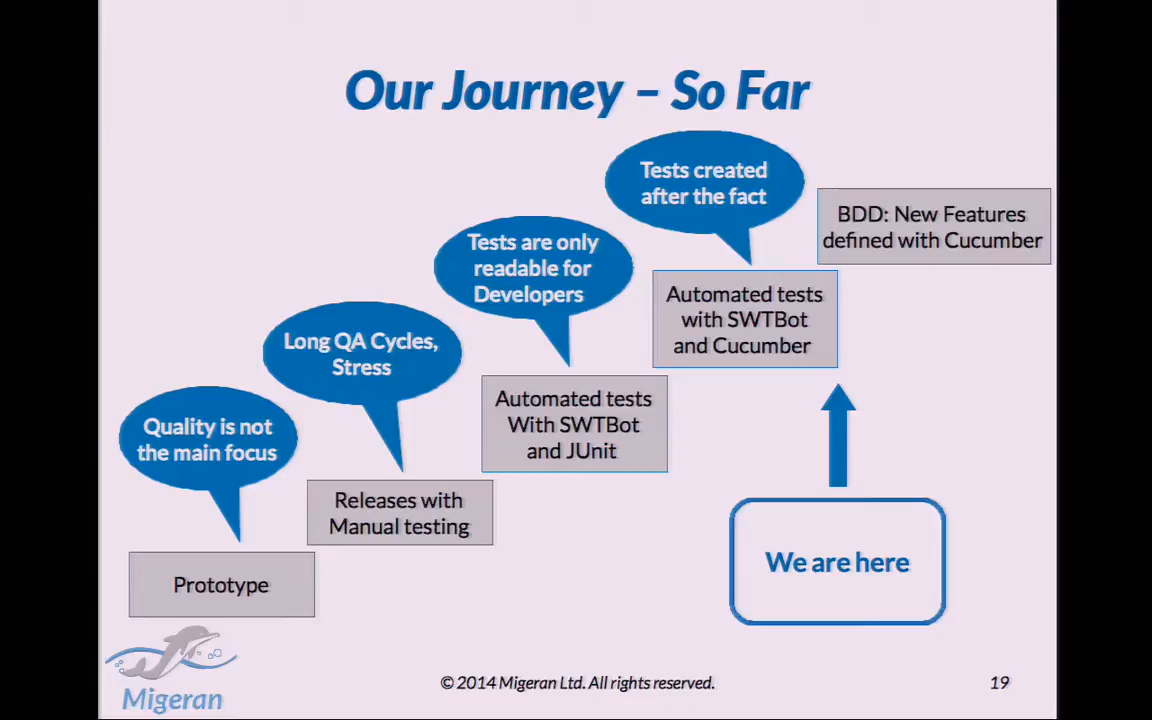 Our Journey – So Far
Tests created
after the fact
BDD: New Features
defined with Cucumber
Tests are only
readable for
Developers
Automated tests
with SWTBot
and Cucumber
Long QA Cycles,
Stress
Automated tests
With SWTBot
and JUnit
Quality is not
the main focus
Releases with
Manual testing
Prototype
We are here
Migeran
© 2014 Migeran Ltd. All rights reserved.
19